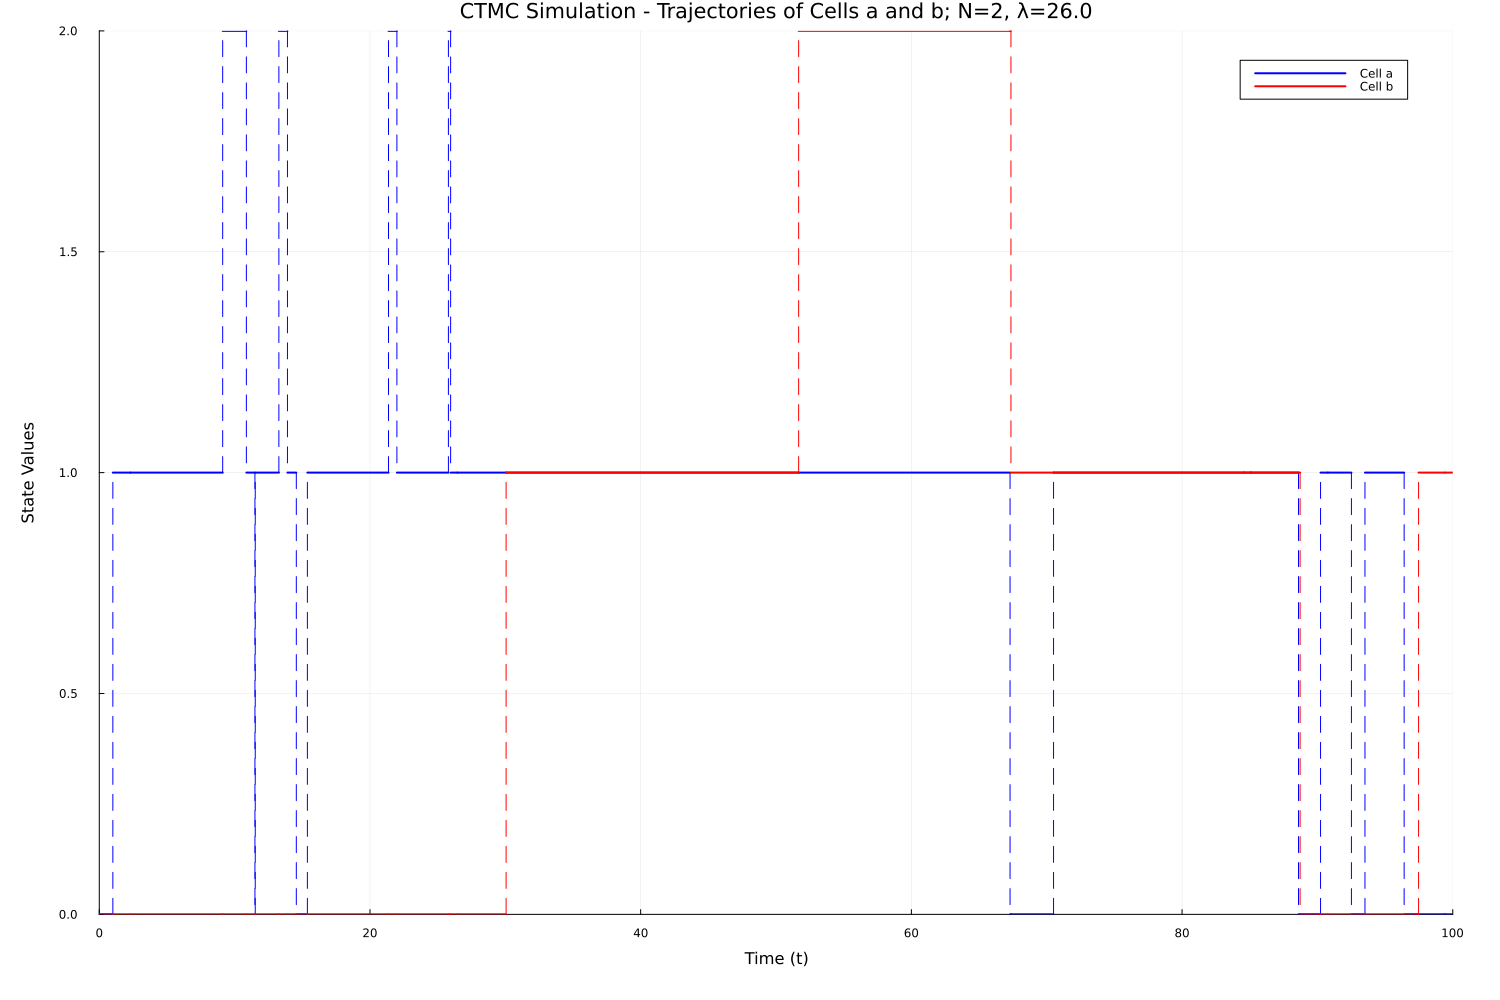 CTMC Simulation - Trajectories of Cells a and b; N=2, λ=26.0
Cell a
Cell b
State Values
2.0
1.5
1.0
0.5
0.0
0 20 40 60 80 100
Time (t)